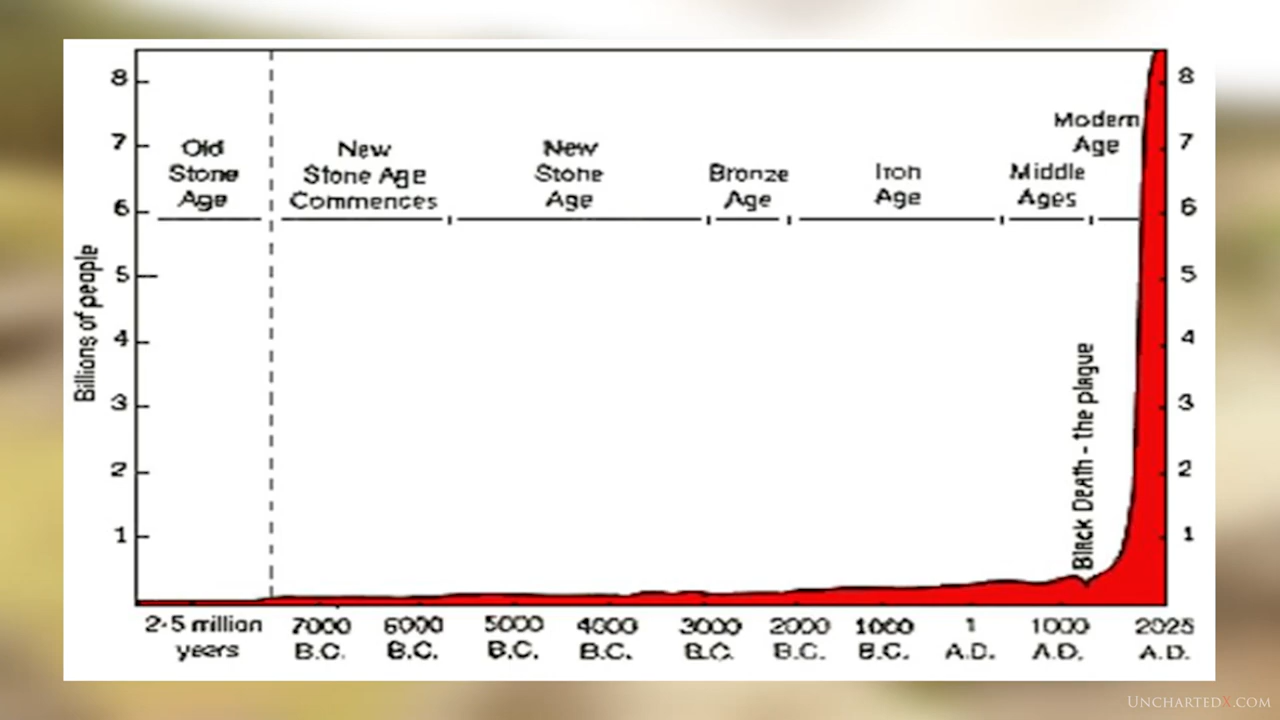 8
7
6
5
4
3
2
1
Billions of people
Old
Stone
Age
New
Stone Age
Commences
New
Stone
Age
Bronze
Age
Iron
Age
Middle
Ages
Modern
Age
Black Death - the plague
8
7
6
5
4
3
2
1
2-5 million
years
7000
B.C.
6000
B.C.
5000
B.C.
4000
B.C.
3000
B.C.
2000
B.C.
1000
B.C.
1
A.D.
1000
A.D.
2025
A.D.
UNCHARTEDX.COM